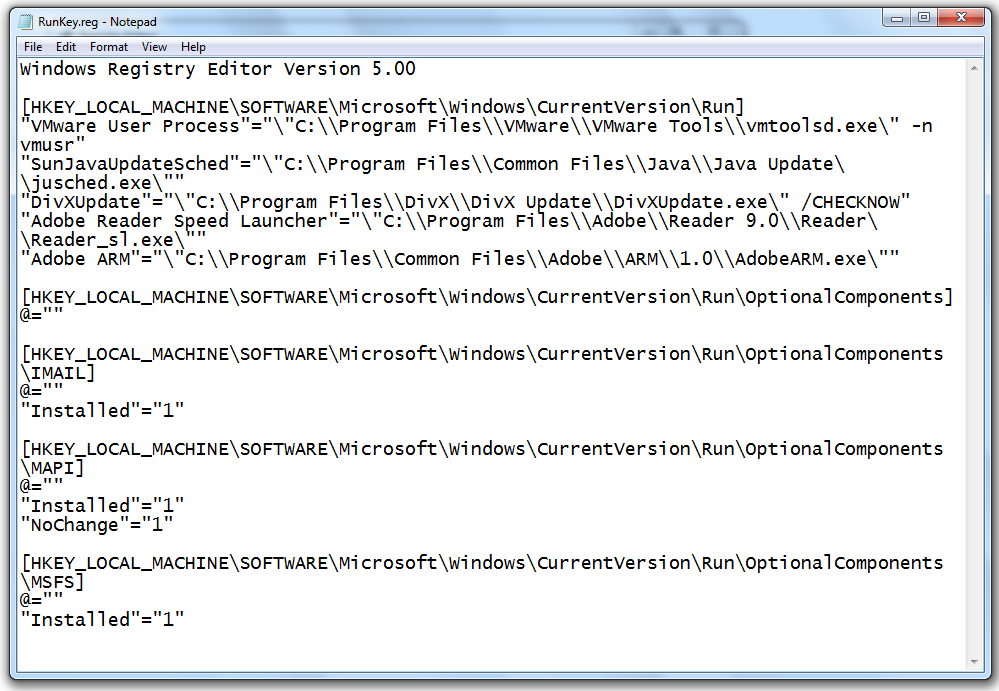 RunKey.reg - Notepad
File Edit Format View Help
Windows Registry Editor Version 5.00
[HKEY_LOCAL_MACHINE\SOFTWARE\Microsoft\Windows\CurrentVersion\Run]
"VMware User Process"="\"C:\\Program Files\\VMware\\VMware Tools\\vmtoolsd.exe\" -n
vmusr"
"SunJavaUpdateSched"="\"C:\\Program Files\\Common Files\\Java\\Java Update\
\jusched.exe\""
"DivXUpdate"="\"C:\\Program Files\\DivX\\DivX Update\\DivXUpdate.exe\" /CHECKNOW"
"Adobe Reader Speed Launcher"="\"C:\\Program Files\\Adobe\\Reader 9.0\\Reader\
\Reader_sl.exe\""
"Adobe ARM"="\"C:\\Program Files\\Common Files\\Adobe\\ARM\\1.0\\AdobeARM.exe\""
[HKEY_LOCAL_MACHINE\SOFTWARE\Microsoft\Windows\CurrentVersion\Run\OptionalComponents]
@=""
[HKEY_LOCAL_MACHINE\SOFTWARE\Microsoft\Windows\CurrentVersion\Run\OptionalComponents
\IMAIL]
@=""
"Installed"="1"
[HKEY_LOCAL_MACHINE\SOFTWARE\Microsoft\Windows\CurrentVersion\Run\OptionalComponents
\MAPI]
@=""
"Installed"="1"
"NoChange"="1"
[HKEY_LOCAL_MACHINE\SOFTWARE\Microsoft\Windows\CurrentVersion\Run\OptionalComponents
\MSFS]
@=""
"Installed"="1"